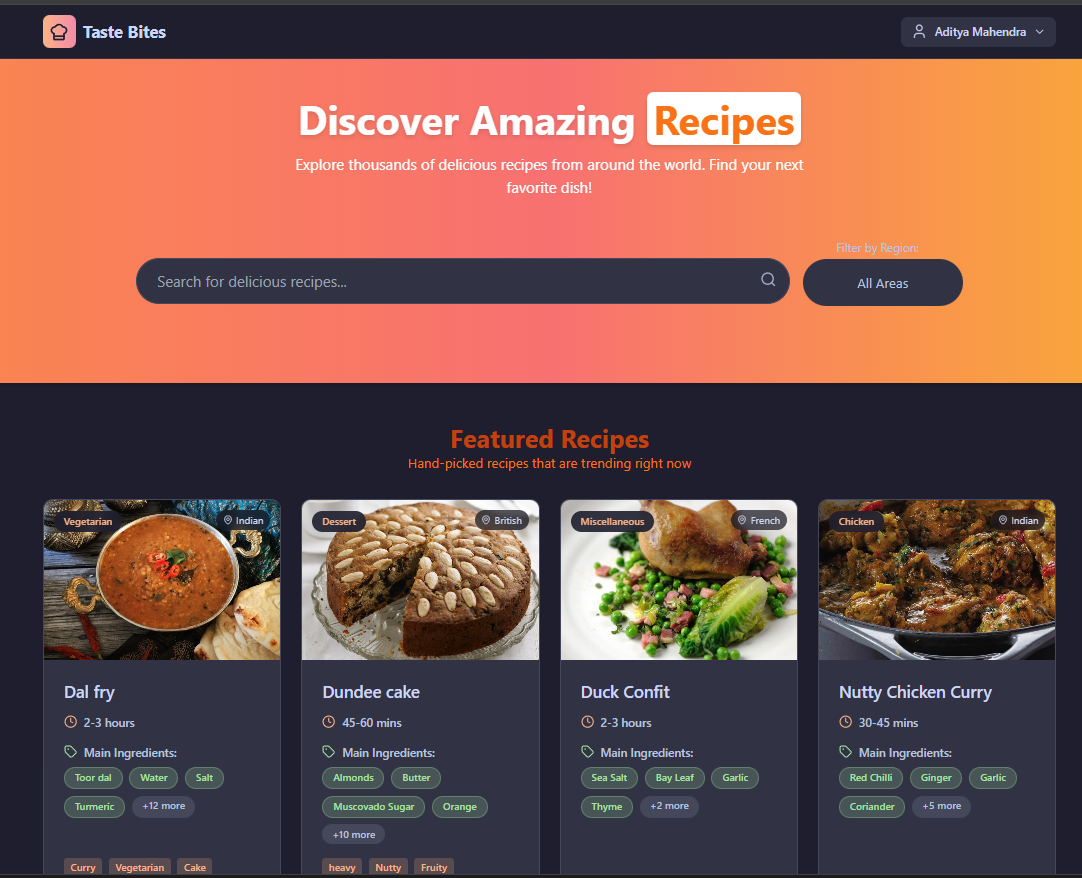 Taste Bites
Aditya Mahendra
Discover Amazing Recipes
Explore thousands of delicious recipes from around the world. Find your next
favorite dish!
Filter by Region:
Search for delicious recipes...
All Areas
Featured Recipes
Hand-picked recipes that are trending right now
Vegetarian
Indian
Dal fry
2-3 hours
Main Ingredients:
Toor dal Water Salt
Turmeric +12 more
Curry Vegetarian Cake
Dessert
British
Dundee cake
45-60 mins
Main Ingredients:
Almonds Butter
Muscovado Sugar Orange
+10 more
heavy Nutty Fruity
Miscellaneous
French
Duck Confit
2-3 hours
Main Ingredients:
Sea Salt Bay Leaf Garlic
Thyme +2 more
Chicken
Indian
Nutty Chicken Curry
30-45 mins
Main Ingredients:
Red Chilli Ginger Garlic
Coriander +5 more